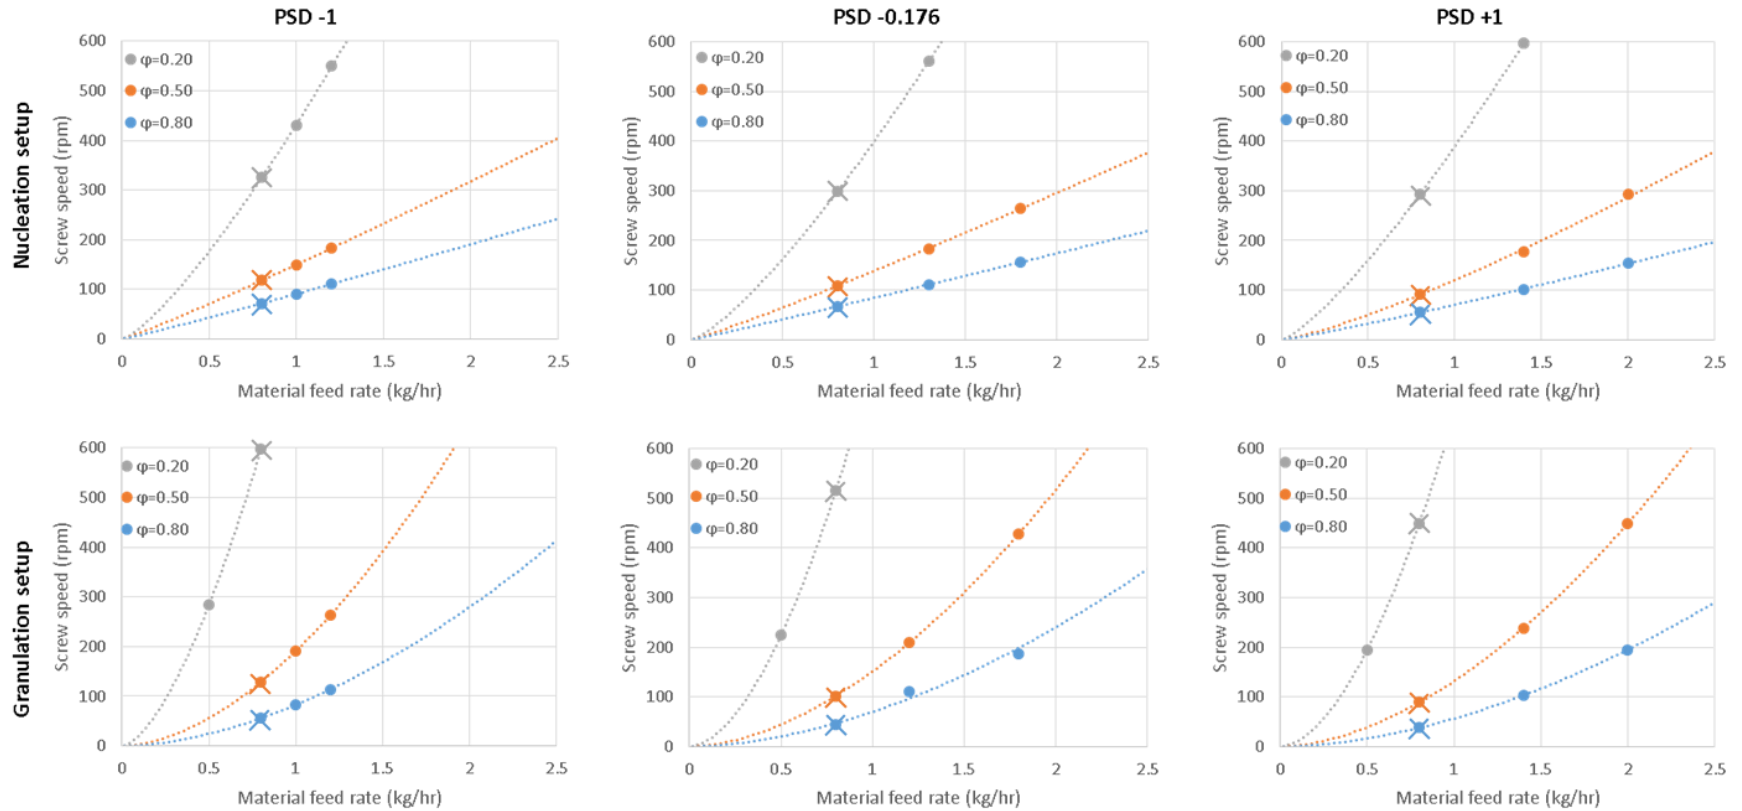 PSD -1
PSD -0.176
PSD +1
Nucleation setup
600
500
400
300
200
100
0
Screw speed (rpm)
φ=0.20
φ=0.50
φ=0.80
0 0.5 1 1.5 2 2.5
Material feed rate (kg/hr)
600
500
400
300
200
100
0
Screw speed (rpm)
φ=0.20
φ=0.50
φ=0.80
0 0.5 1 1.5 2 2.5
Material feed rate (kg/hr)
600
500
400
300
200
100
0
Screw speed (rpm)
φ=0.20
φ=0.50
φ=0.80
0 0.5 1 1.5 2 2.5
Material feed rate (kg/hr)
Granulation setup
600
500
400
300
200
100
0
Screw speed (rpm)
φ=0.20
φ=0.50
φ=0.80
0 0.5 1 1.5 2 2.5
Material feed rate (kg/hr)
600
500
400
300
200
100
0
Screw speed (rpm)
φ=0.20
φ=0.50
φ=0.80
0 0.5 1 1.5 2 2.5
Material feed rate (kg/hr)
600
500
400
300
200
100
0
Screw speed (rpm)
φ=0.20
φ=0.50
φ=0.80
0 0.5 1 1.5 2 2.5
Material feed rate (kg/hr)